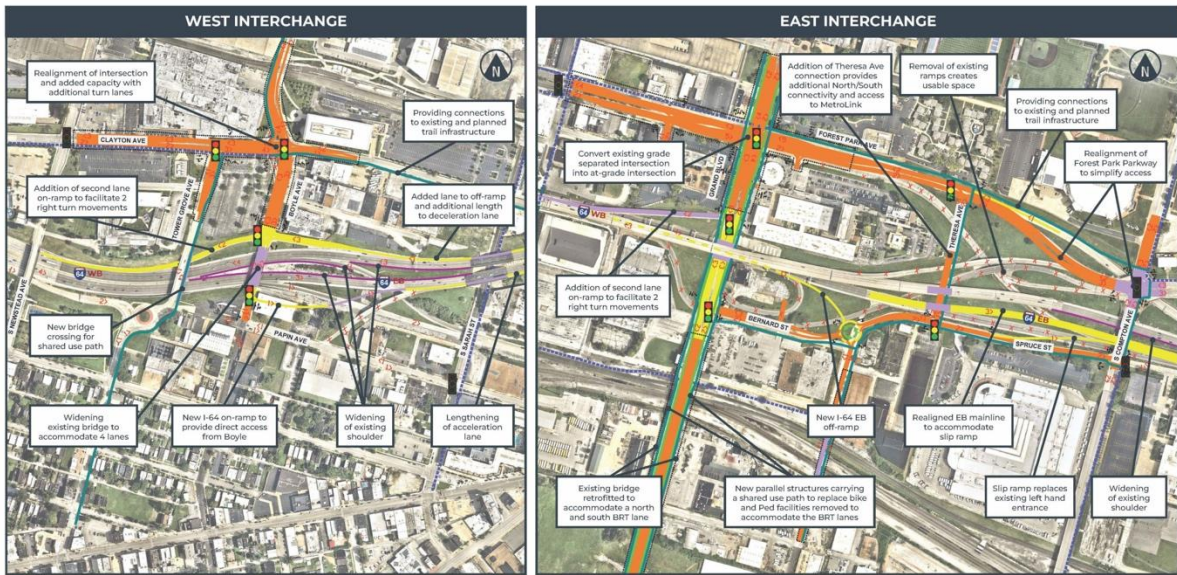 WEST INTERCHANGE
Realignment of intersection
and added capacity with
additional turn lanes
N
Providing connections
to existing and planned
trail infrastructure
CLAYTON AVE
Addition of second lane
on-ramp to facilitate 2
right turn movements
TOWER GROVE AVE
BOYLE AVE
Added lane to off-ramp
and additional length
to deceleration lane
64 WB
64 EB
S NEWSTEAD AVE
New bridge
crossing for
shared use path
PAPIN AVE
S SARAH ST
Widening
existing bridge to
accommodate 4 lanes
New I-64 on-ramp to
provide direct access
from Boyle
Widening
of existing
shoulder
Lengthening
of acceleration
lane
EAST INTERCHANGE
Addition of Theresa Ave
connection provides
additional North/South
connectivity and access
to MetroLink
Removal of existing
ramps creates
usable space
N
Providing connections
to existing and planned
trail infrastructure
FOREST PARK AVE
Convert existing grade
separated intersection
into at-grade intersection
GRAND BLVD
Realignment of
Forest Park Parkway
to simplify access
64 WB
THERESA AVE
Addition of second lane
on-ramp to facilitate 2
right turn movements
BERNARD ST
64 EB
SPRUCE ST
S COMPTON AVE
New I-64 EB
off-ramp
Realigned EB mainline
to accommodate
slip ramp
Existing bridge
retrofitted to
accommodate a north
and south BRT lane
New parallel structures carrying
a shared use path to replace bike
and Ped facilities removed to
accommodate the BRT lanes
Slip ramp replaces
existing left hand
entrance
Widening
of existing
shoulder